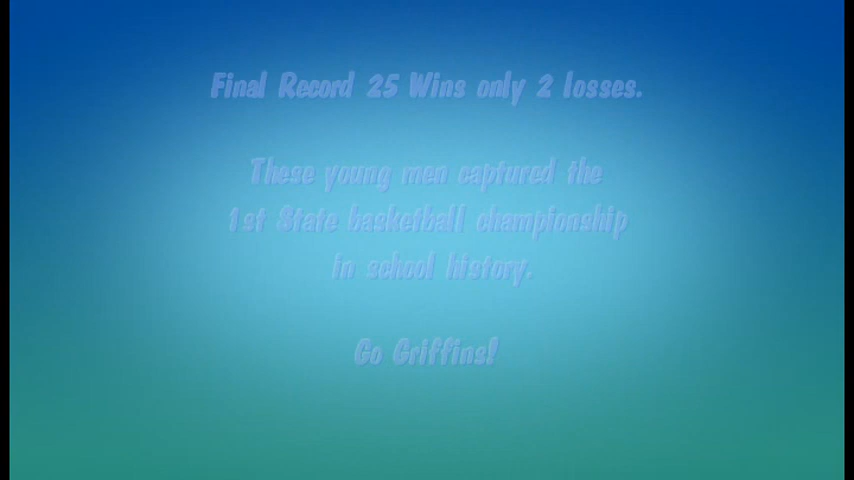 Final Record 25 Wins only 2 losses.
These young men captured the
1st State basketball championship
in school history.
Go Griffins!